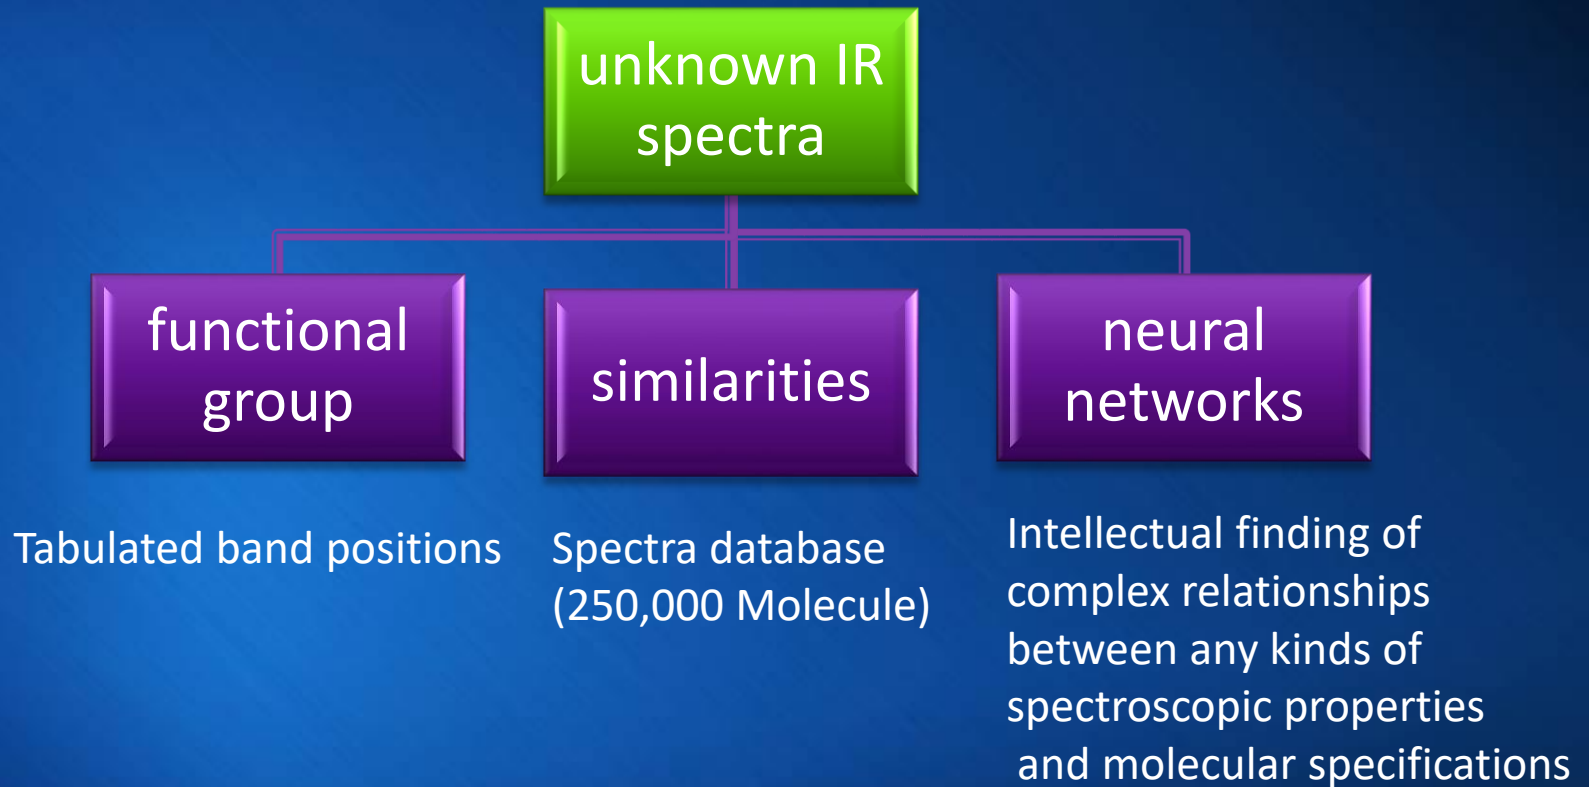 unknown IR
spectra
functional
group
similarities
neural
networks
Tabulated band positions
Spectra database
(250,000 Molecule)
Intellectual finding of
complex relationships
between any kinds of
spectroscopic properties
and molecular specifications